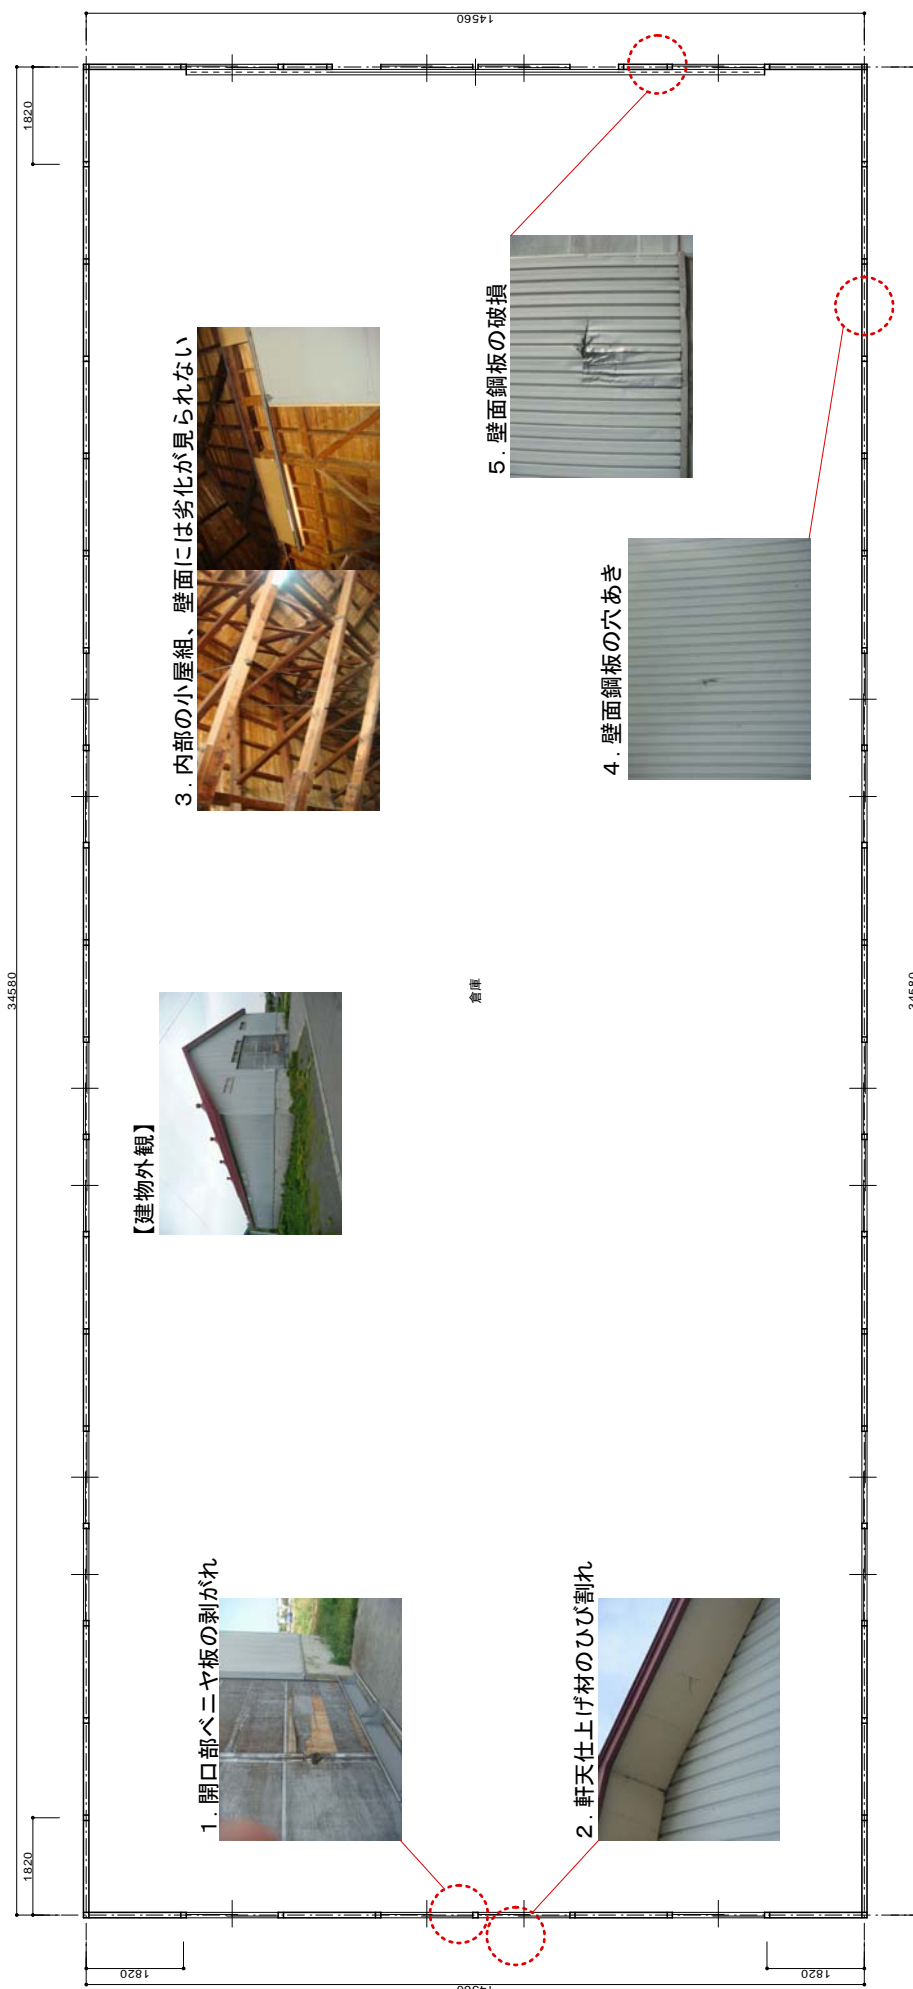 34580
1820
1820
14560
1820
1820
【建物外観】
1．開口部ベニヤ板の剥がれ
2．軒天仕上げ材のひび割れ
3．内部の小屋組、壁面には劣化が見られない
4．壁面鋼板の穴あき
5．壁面鋼板の破損
倉庫
34580